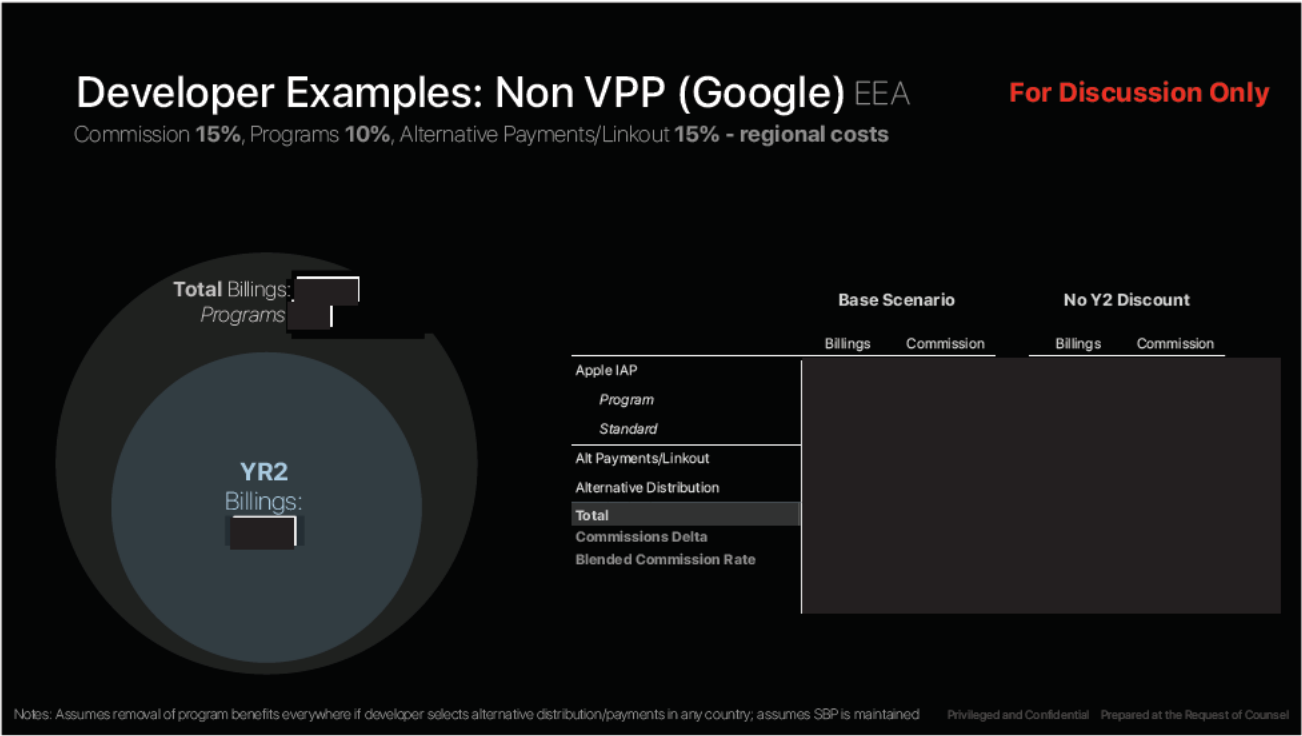 Developer Examples: Non VPP (Google) EEA
For Discussion Only
Commission 15%, Programs 10%, Alternative Payments/Linkout 15% - regional costs
Total Billings:
Programs
YR2
Billings:
Base Scenario No Y2 Discount
Billings Commission Billings Commission
Apple IAP
Program
Standard
Alt Payments/Linkout
Alternative Distribution
Total
Commissions Delta
Blended Commission Rate
Notes: Assumes removal of program benefits everywhere if developer selects alternative distribution/payments in any country; assumes SBP is maintained
Privileged and Confidential Prepared at the Request of Counsel